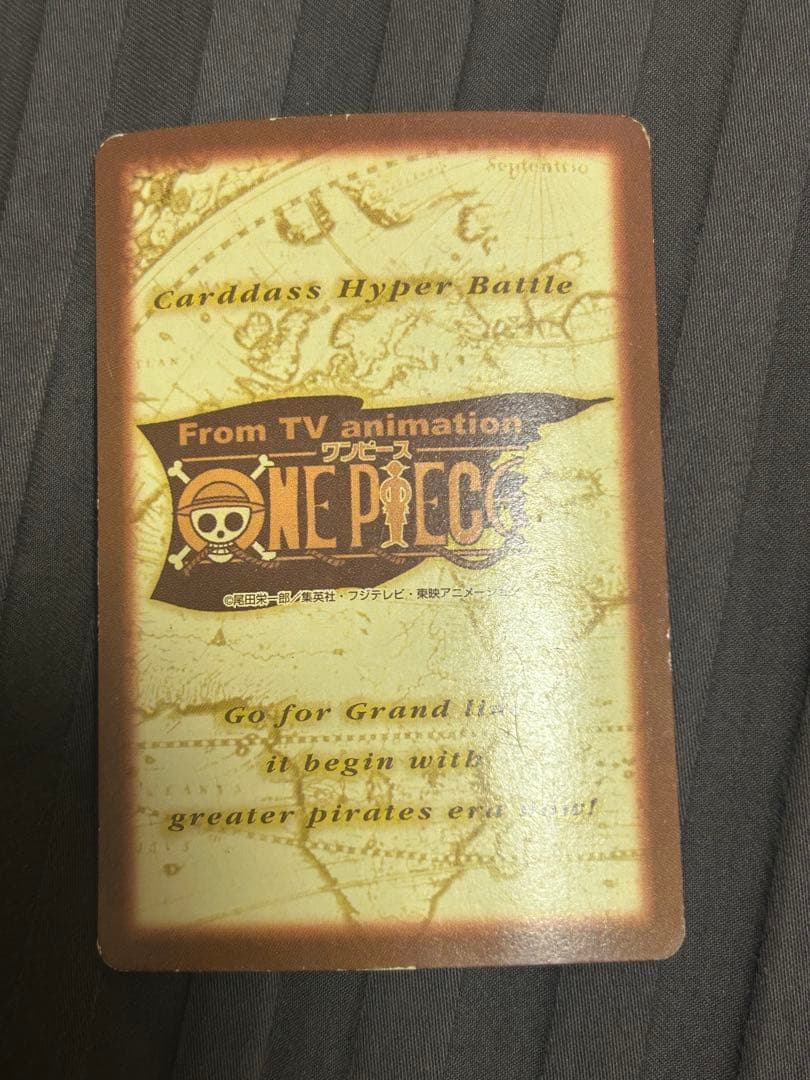 Septentrio
Carddass Hyper Battle
From TV animation
ワンピース
ONE PIECE
©尾田栄一郎/集英社・フジテレビ・東映アニメーション
Go for Grand line
it begin with
greater pirates era now!